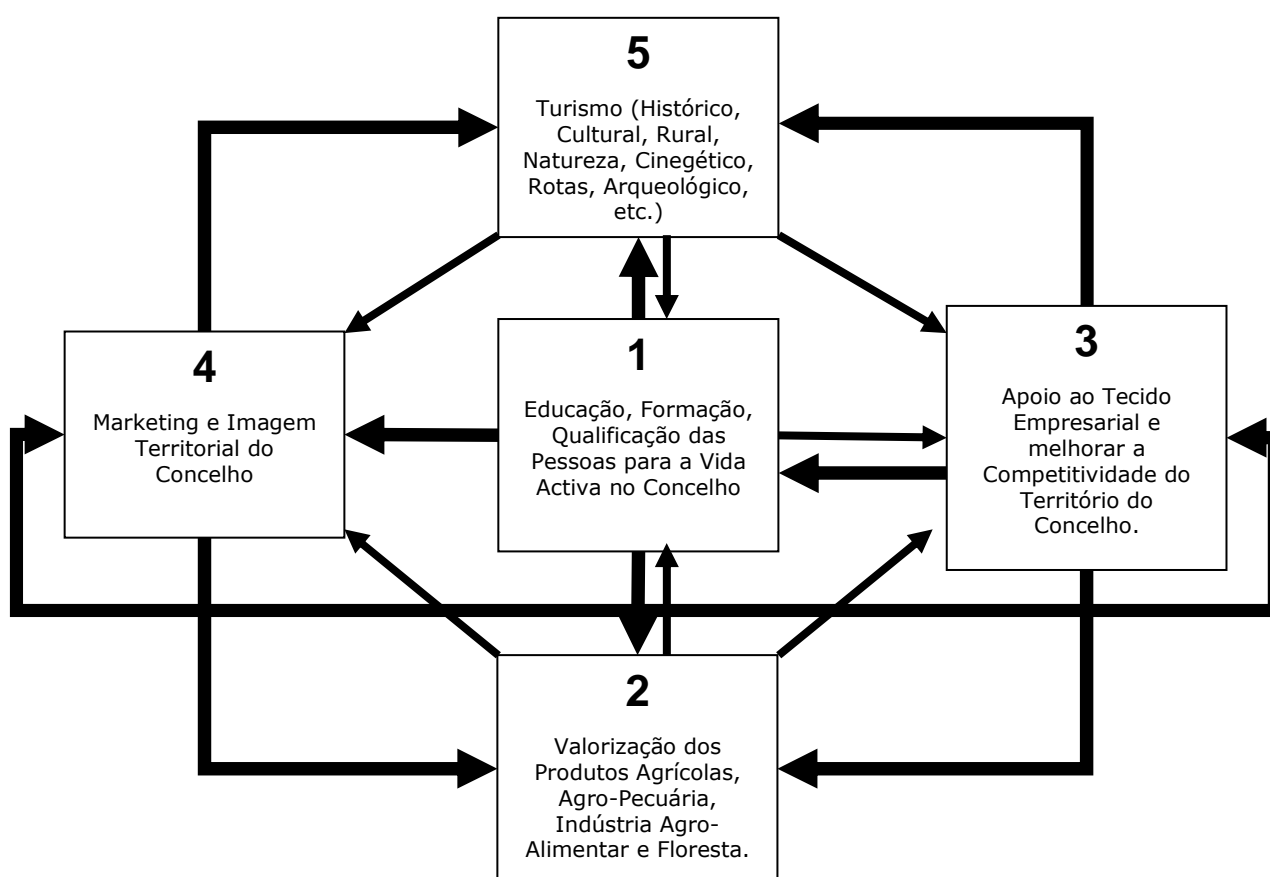 5
Turismo (Histórico,
Cultural, Rural,
Natureza, Cinegético,
Rotas, Arqueológico,
etc.)
4
Marketing e Imagem
Territorial do
Concelho
1
Educação, Formação,
Qualificação das
Pessoas para a Vida
Activa no Concelho
3
Apoio ao Tecido
Empresarial e
melhorar a
Competitividade do
Território do
Concelho.
2
Valorização dos
Produtos Agrícolas,
Agro-Pecuária,
Indústria Agro-
Alimentar e Floresta.